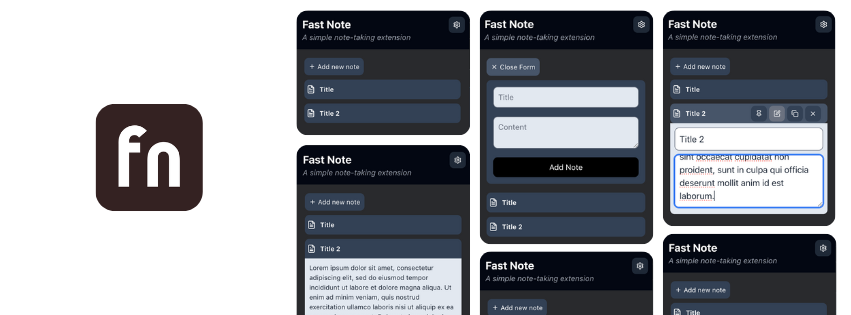 fn
Fast Note
A simple note-taking extension
+ Add new note
Title
Title 2
Fast Note
A simple note-taking extension
+ Add new note
Title
Title 2
Lorem ipsum dolor sit amet, consectetur
adipiscing elit, sed do eiusmod tempor
incididunt ut labore et dolore magna aliqua. Ut
enim ad minim veniam, quis nostrud
exercitation ullamco laboris nisi ut aliquip ex ea
Fast Note
A simple note-taking extension
× Close Form
Title
Content
Add Note
Title
Title 2
Fast Note
A simple note-taking extension
+ Add new note
Fast Note
A simple note-taking extension
+ Add new note
Title
Title 2
Title 2
sint occaecat cupidatat non
proident, sunt in culpa qui officia
deserunt mollit anim id est
laborum.
Fast Note
A simple note-taking extension
+ Add new note
Title